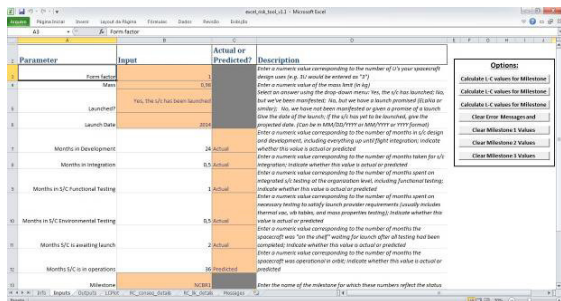 excel_risk_tool_v1.1 - Microsoft Excel
Arquivo Página Inicial Inserir Layout da Página Fórmulas Dados Revisão Exibição
A3 fx Form factor
A B C D E F G H I J
Parameter Input Actual or Predicted? Description
Form factor 1 Enter a numeric value corresponding to the number of U's your spacecraft design uses (e.g. 3U would be entered as "3")
Mass 0,98 Enter a numeric value of the mass limit (in kg)
Launched? Yes, the s/c has been launched Select an answer using the drop-down menu: Yes, the s/c has launched; No, but we've been manifested; No, but we have a launch promised (ELaNa or similar); No, we have not been manifested or given a promise of a launch
Launch Date 2014 Give the date of the launch; if the s/c has yet to be launched, give the projected date. (Can be in MM/DD/YYYY or MM/YYYY or YYYY format)
Months in Development 24 Actual Enter a numeric value corresponding to the number of months in s/c design and development, including everything up until flight integration; indicate whether this value is actual or predicted
Months in Integration 0,5 Actual Enter a numeric value corresponding to the number of months taken for s/c integration; indicate whether this value is actual or predicted
Months in S/C Functional Testing 1 Actual Enter a numeric value corresponding to the number of months spent on integrated s/c testing at the organization level, including functional testing; indicate whether this value is actual or predicted
Months in S/C Environmental Testing 0,5 Actual Enter a numeric value corresponding to the number of months spent on necessary testing to satisfy launch provider requirements (usually includes thermal vac, vib tables, and mass properties testing); indicate whether this value is actual or predicted
Months S/C is awaiting launch 2 Actual Enter a numeric value corresponding to the number of months the spacecraft was "on the shelf" waiting for launch after all testing had been completed; indicate whether this value is actual or predicted
Months S/C is in operations 36 Predicted Enter a numeric value corresponding to the number of months the spacecraft was operational in orbit; indicate whether this value is actual or predicted
Milestone NCBR1 Enter the name of the milestone for which these numbers reflect the status
Options:
Calculate L-C values for Milestone
Calculate L-C values for Milestone
Calculate L-C values for Milestone
Clear Error Messages and
Clear Milestone 1 Values
Clear Milestone 2 Values
Clear Milestone 3 Values
Info Inputs Outputs LCPlot Messages